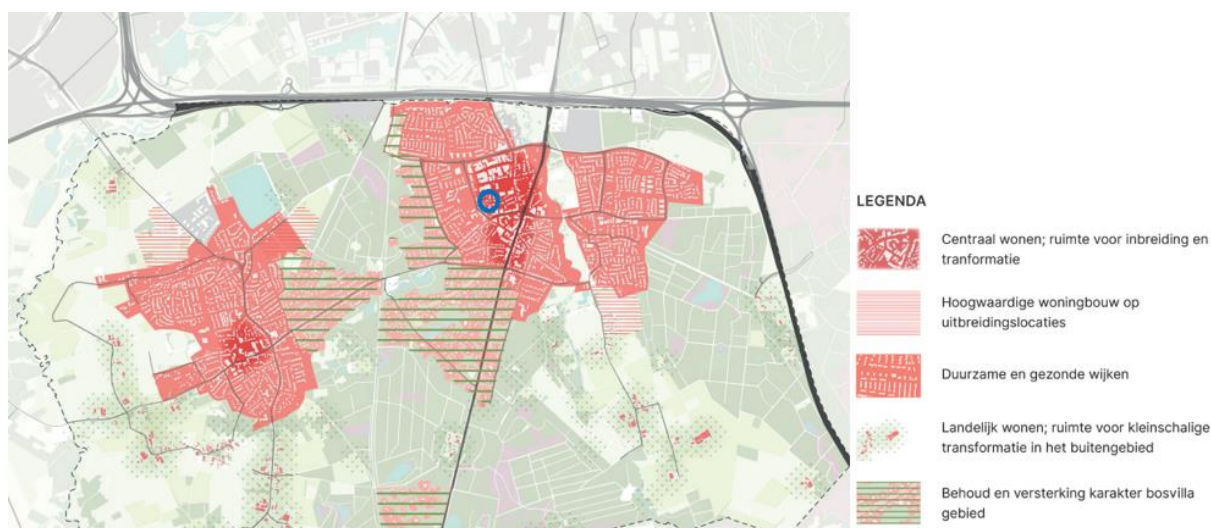 LEGENDA
Centraal wonen; ruimte voor inbreiding en
tranformatie
Hoogwaardige woningbouw op
uitbreidingslocaties
Duurzame en gezonde wijken
Landelijk wonen; ruimte voor kleinschalige
transformatie in het buitengebied
Behoud en versterking karakter bosvilla
gebied